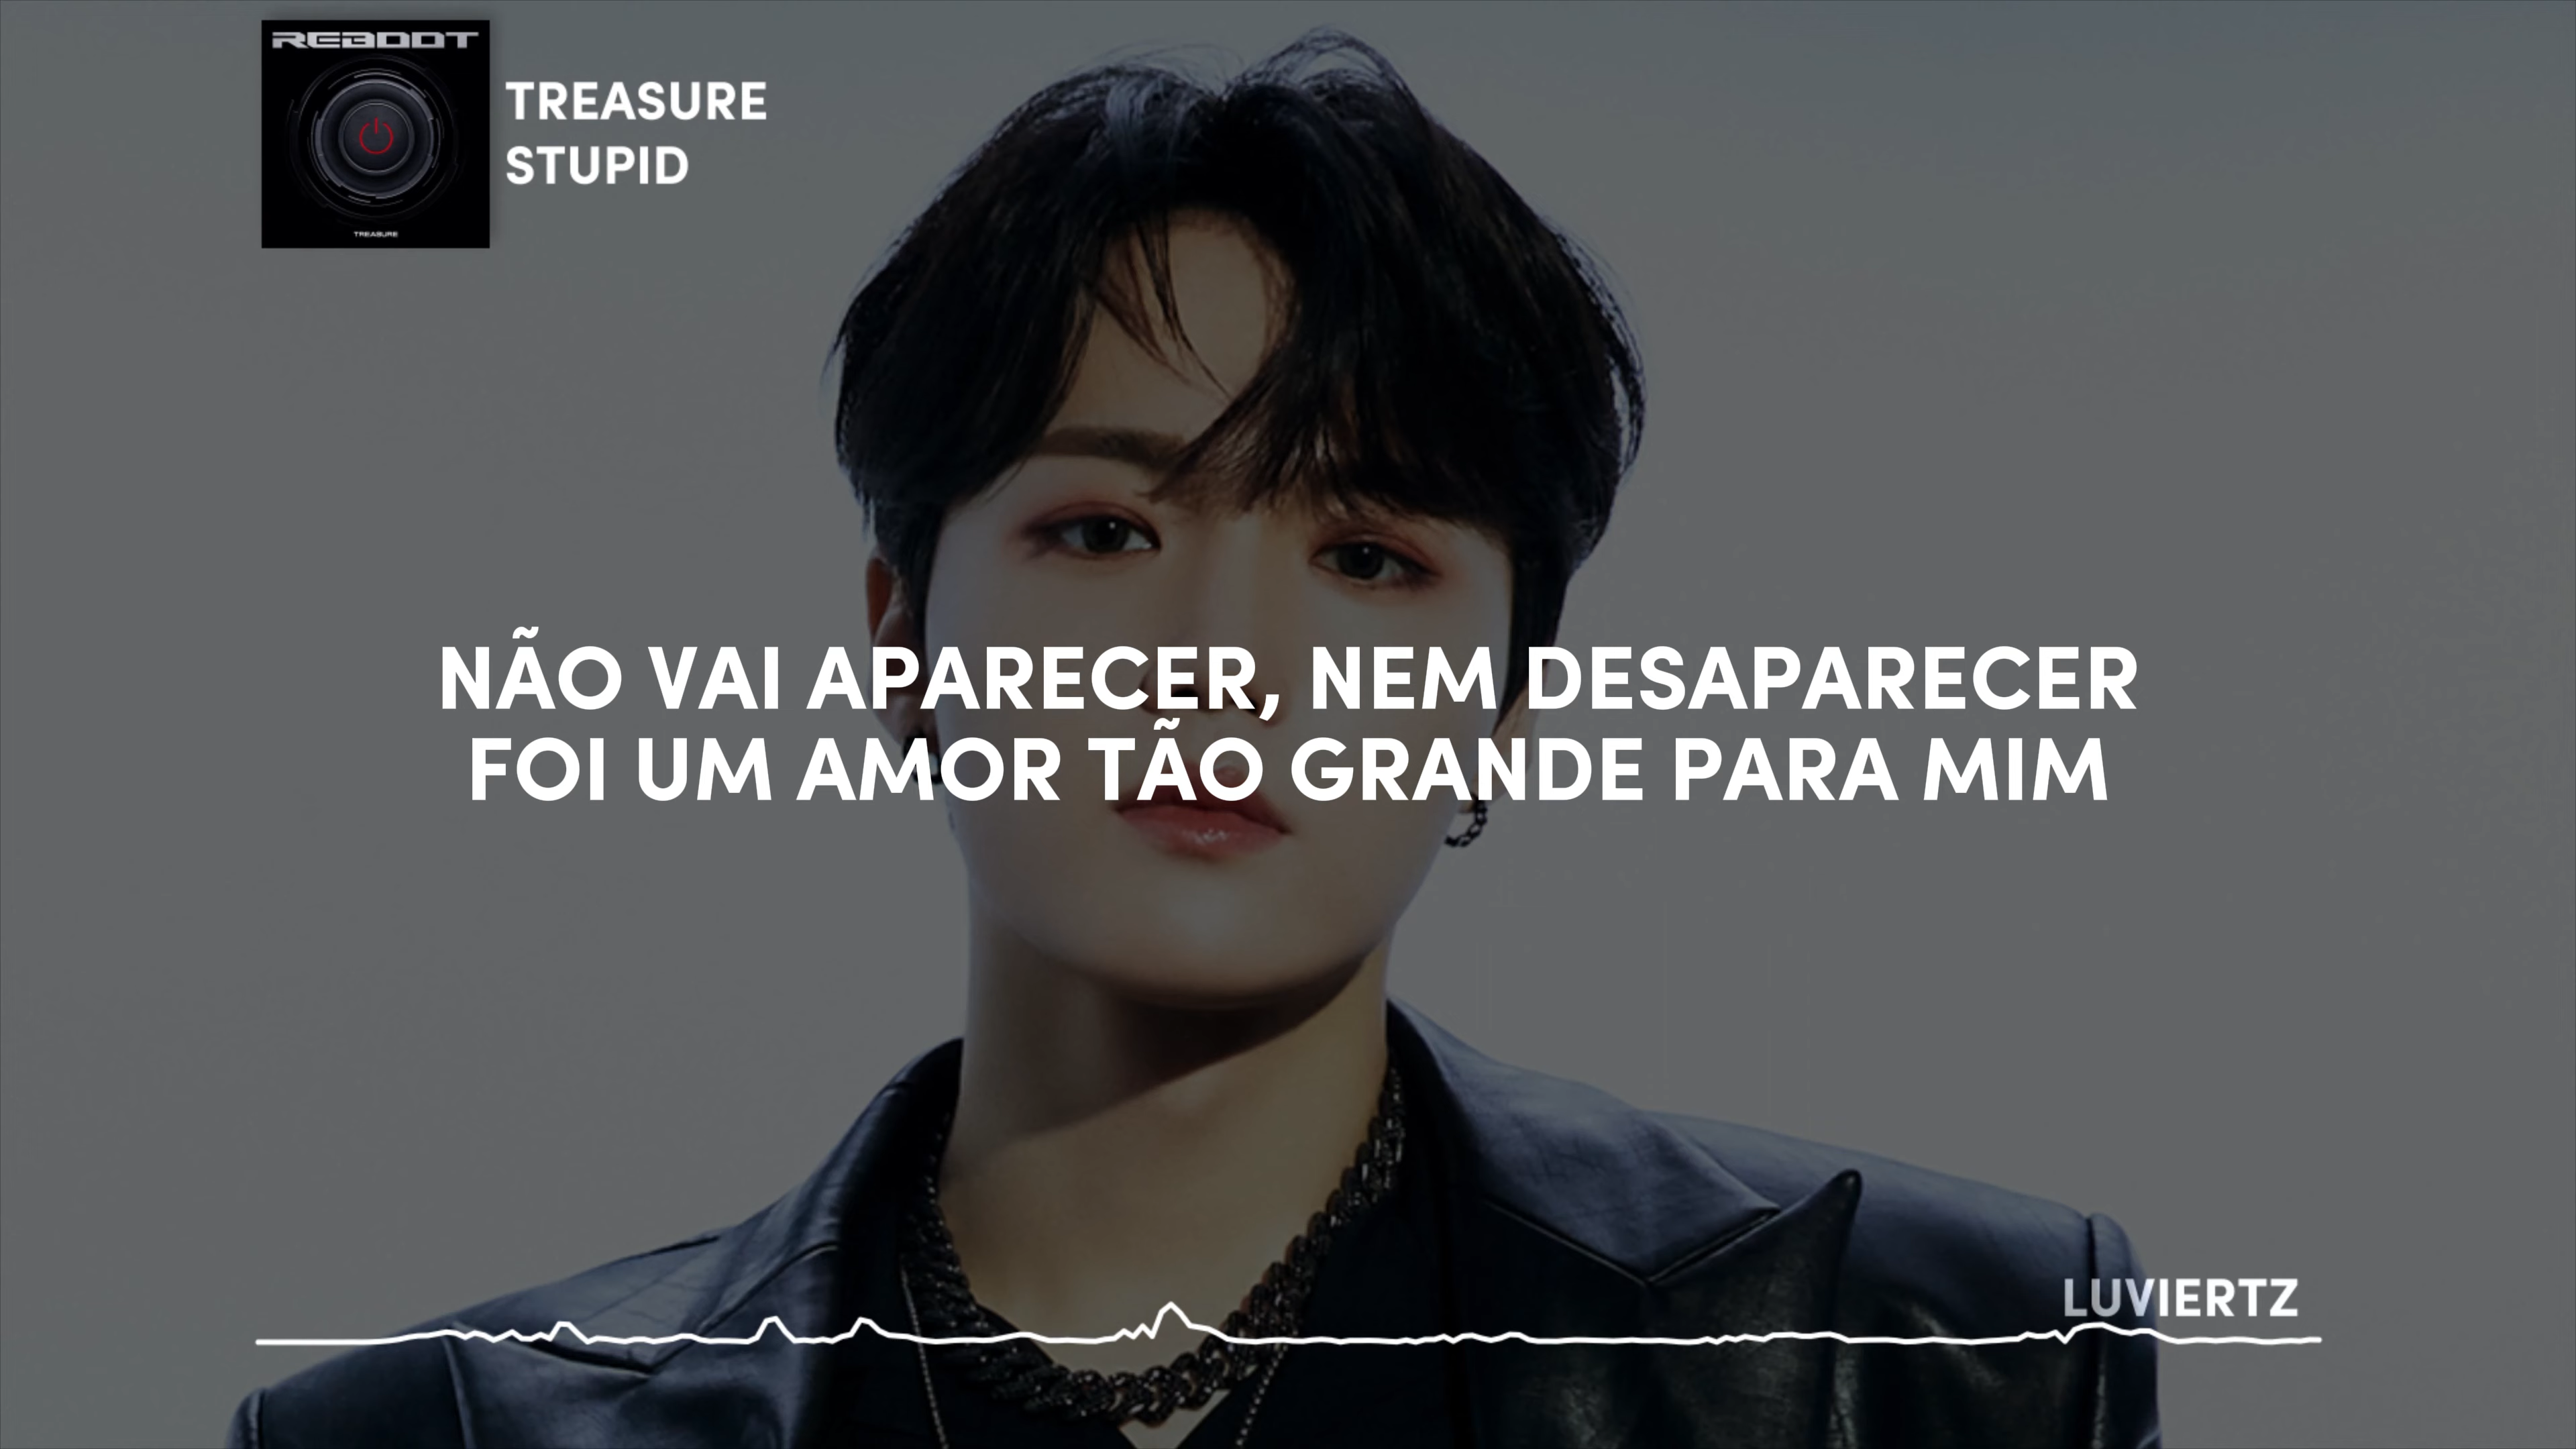 REBOOT
TREASURE
TREASURE
STUPID
NÃO VAI APARECER, NEM DESAPARECER
FOI UM AMOR TÃO GRANDE PARA MIM
LUVIERTZ